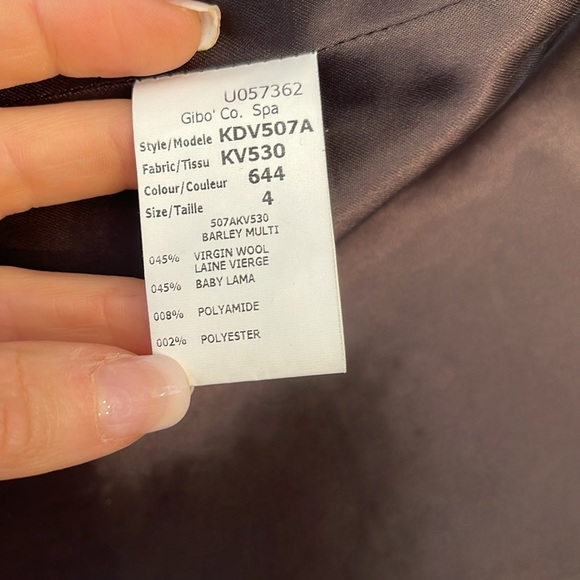 U057362
Gibo' Co. Spa
Style/Modele KDV507A
Fabric/Tissu KV530
Colour/Couleur 644
Size/Taille 4
507AKV530
BARLEY MULTI
045% VIRGIN WOOL
LAINE VIERGE
045% BABY LAMA
008% POLYAMIDE
002% POLYESTER